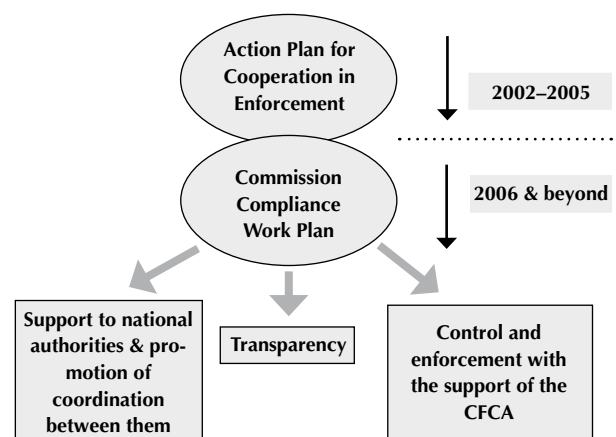 Action Plan for
Cooperation in
Enforcement
2002–2005
Commission
Compliance
Work Plan
2006 & beyond
Support to national
authorities & pro-
motion of
coordination
between them
Transparency
Control and
enforcement with
the support of the
CFCA